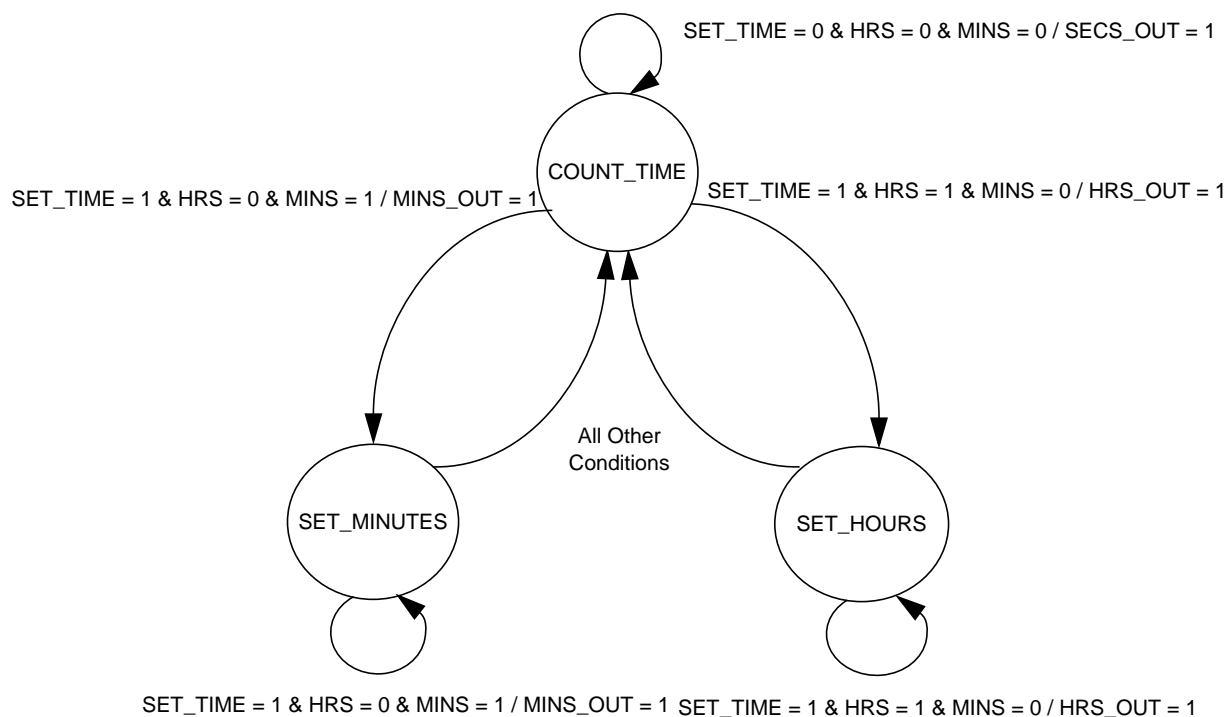 SET_TIME = 0 & HRS = 0 & MINS = 0 / SECS_OUT = 1
COUNT_TIME
SET_TIME = 1 & HRS = 0 & MINS = 1 / MINS_OUT = 1
SET_TIME = 1 & HRS = 1 & MINS = 0 / HRS_OUT = 1
All Other
Conditions
SET_MINUTES
SET_HOURS
SET_TIME = 1 & HRS = 0 & MINS = 1 / MINS_OUT = 1
SET_TIME = 1 & HRS = 1 & MINS = 0 / HRS_OUT = 1